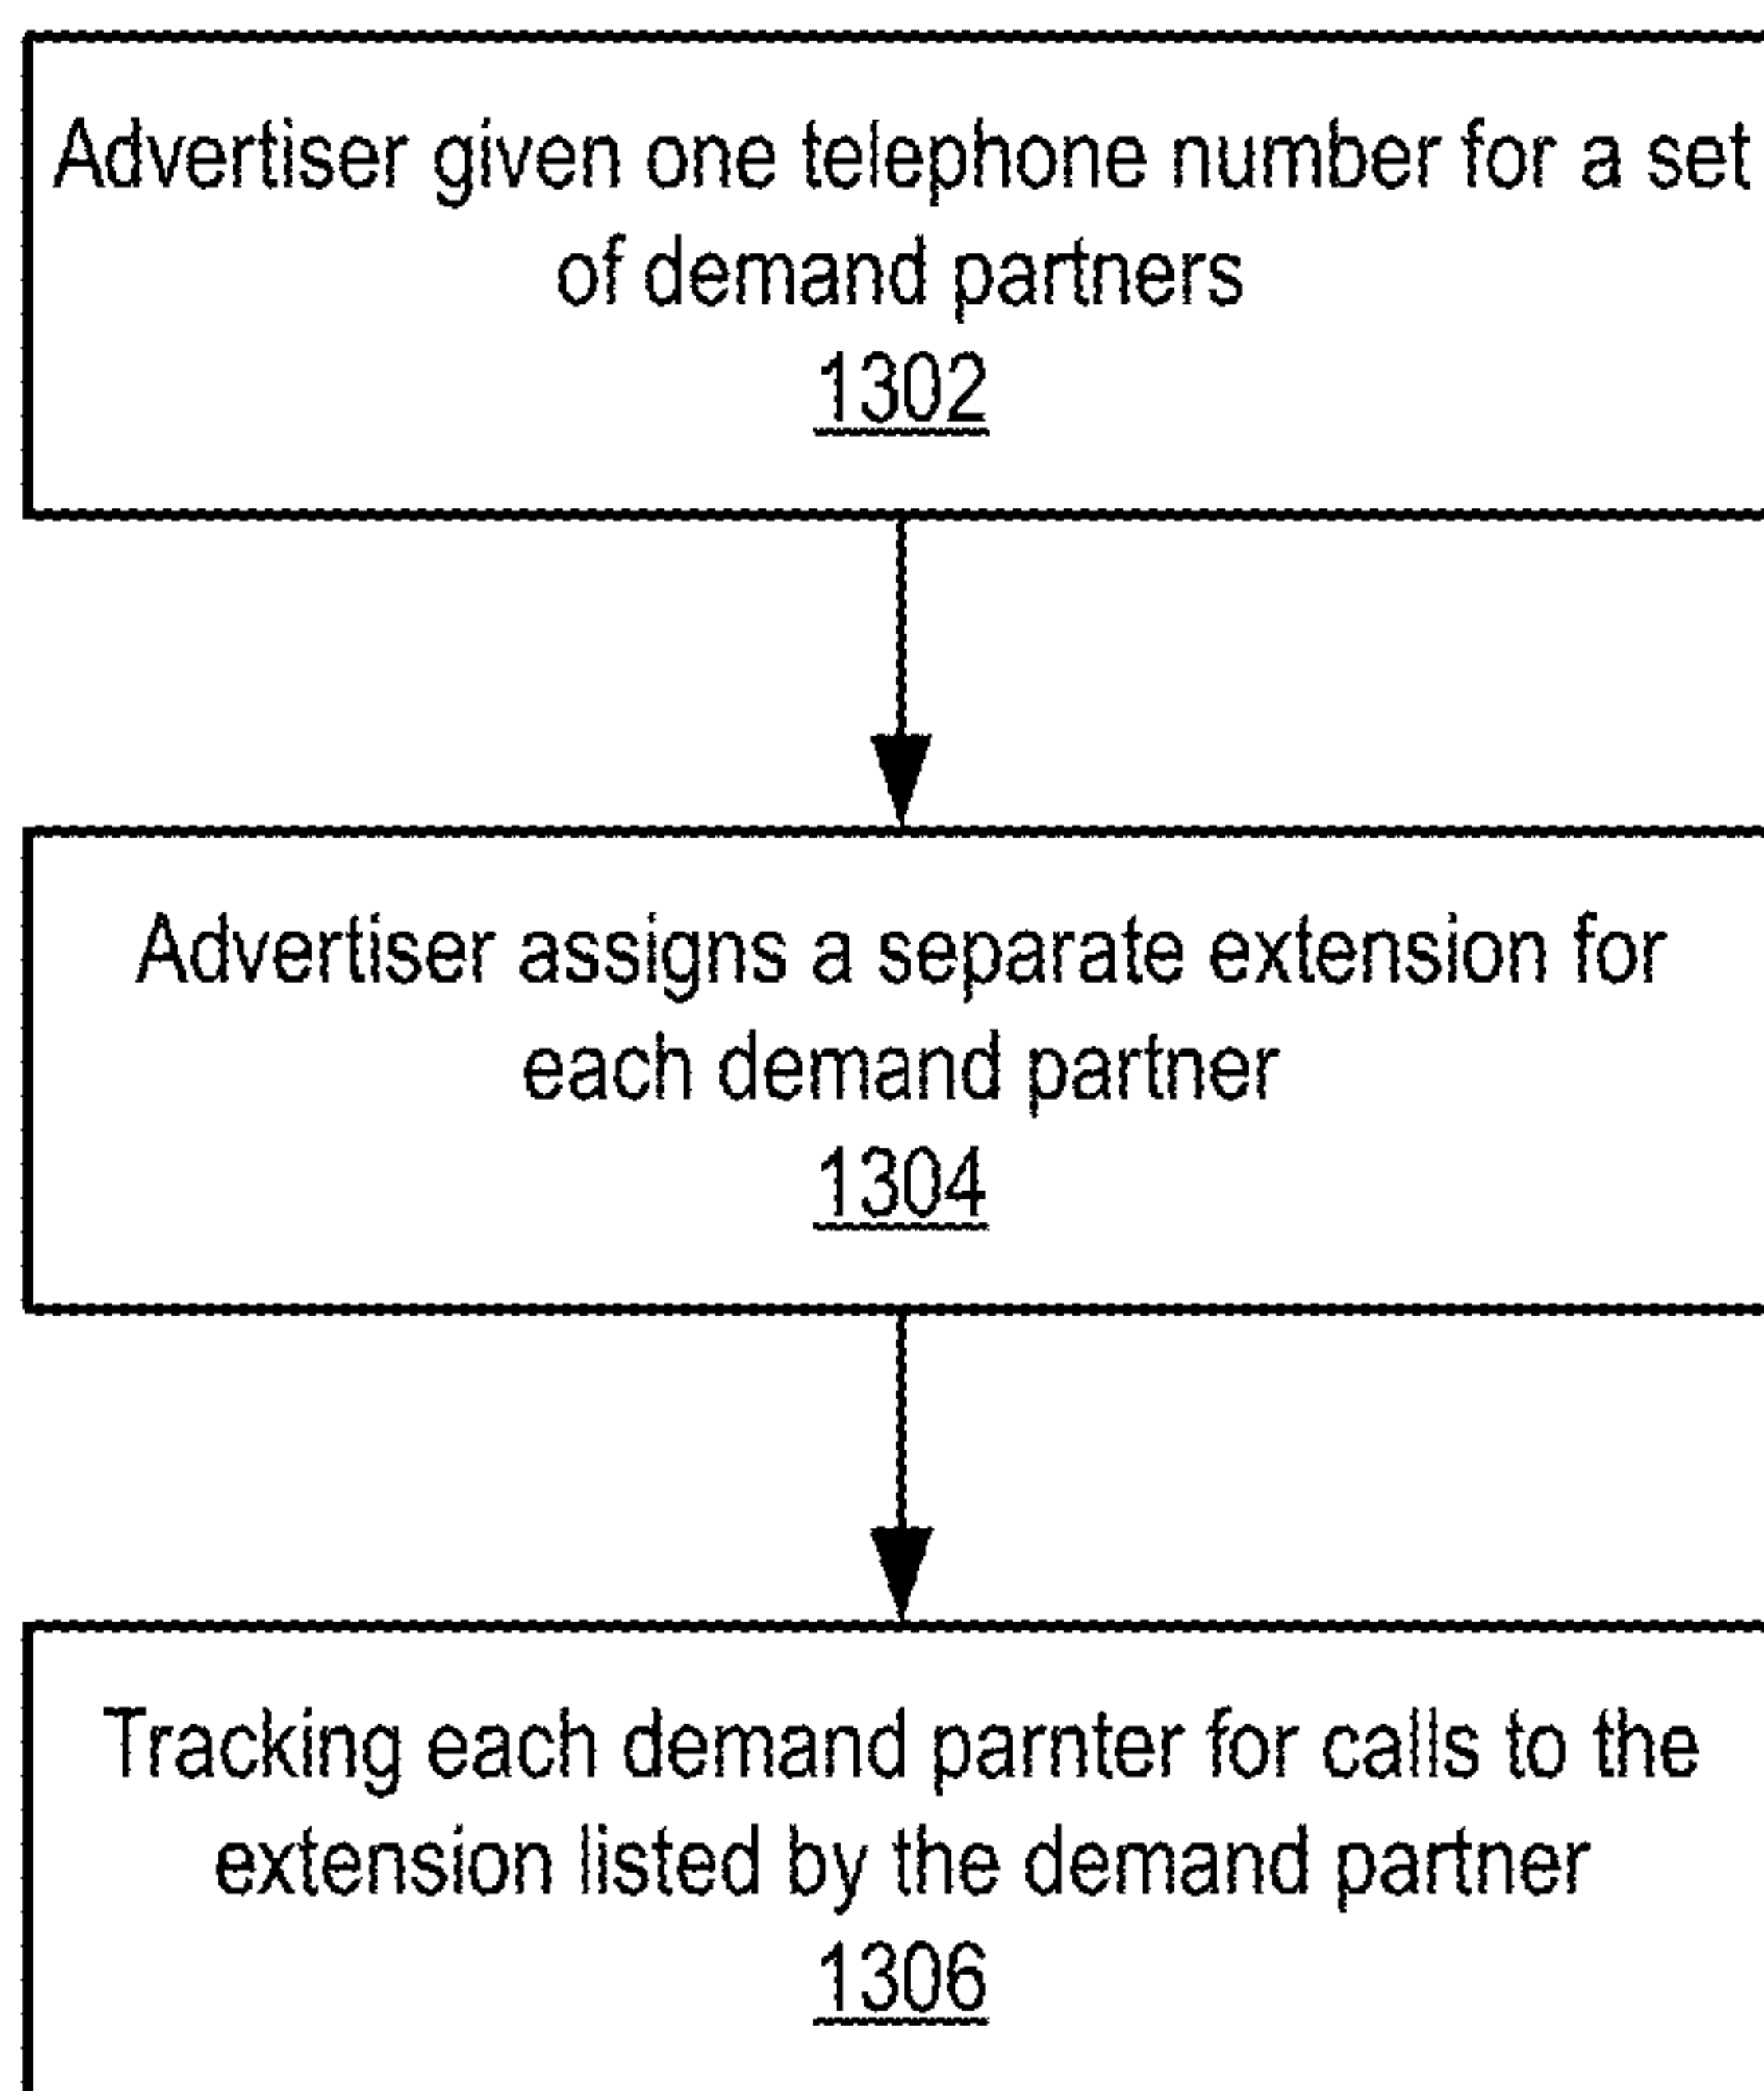 Advertiser given one telephone number for a set
of demand partners
1302
Advertiser assigns a separate extension for
each demand partner
1304
Tracking each demand parnter for calls to the
extension listed by the demand partner
1306